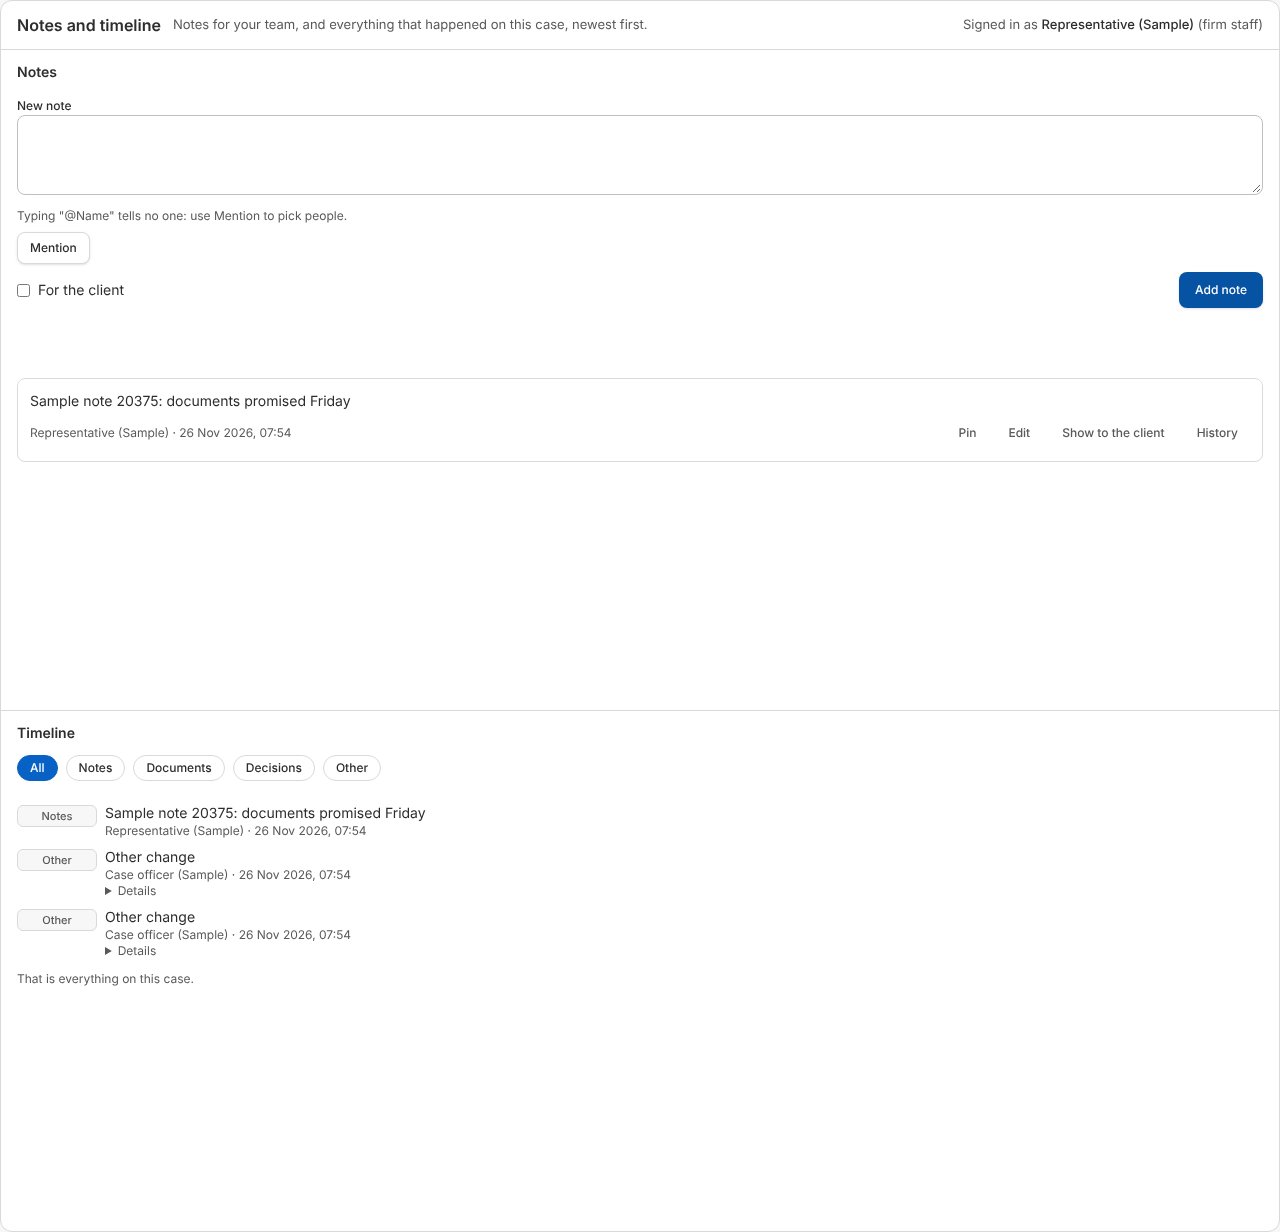 Notes and timeline Notes for your team, and everything that happened on this case, newest first. Signed in as Representative (Sample) (firm staff)
Notes
New note
Typing "@Name" tells no one: use Mention to pick people.
Mention
For the client Add note
Sample note 20375: documents promised Friday
Representative (Sample) · 26 Nov 2026, 07:54 Pin Edit Show to the client History
Timeline
All Notes Documents Decisions Other
Notes Sample note 20375: documents promised Friday
Representative (Sample) · 26 Nov 2026, 07:54
Other Other change
Case officer (Sample) · 26 Nov 2026, 07:54
Details
Other Other change
Case officer (Sample) · 26 Nov 2026, 07:54
Details
That is everything on this case.